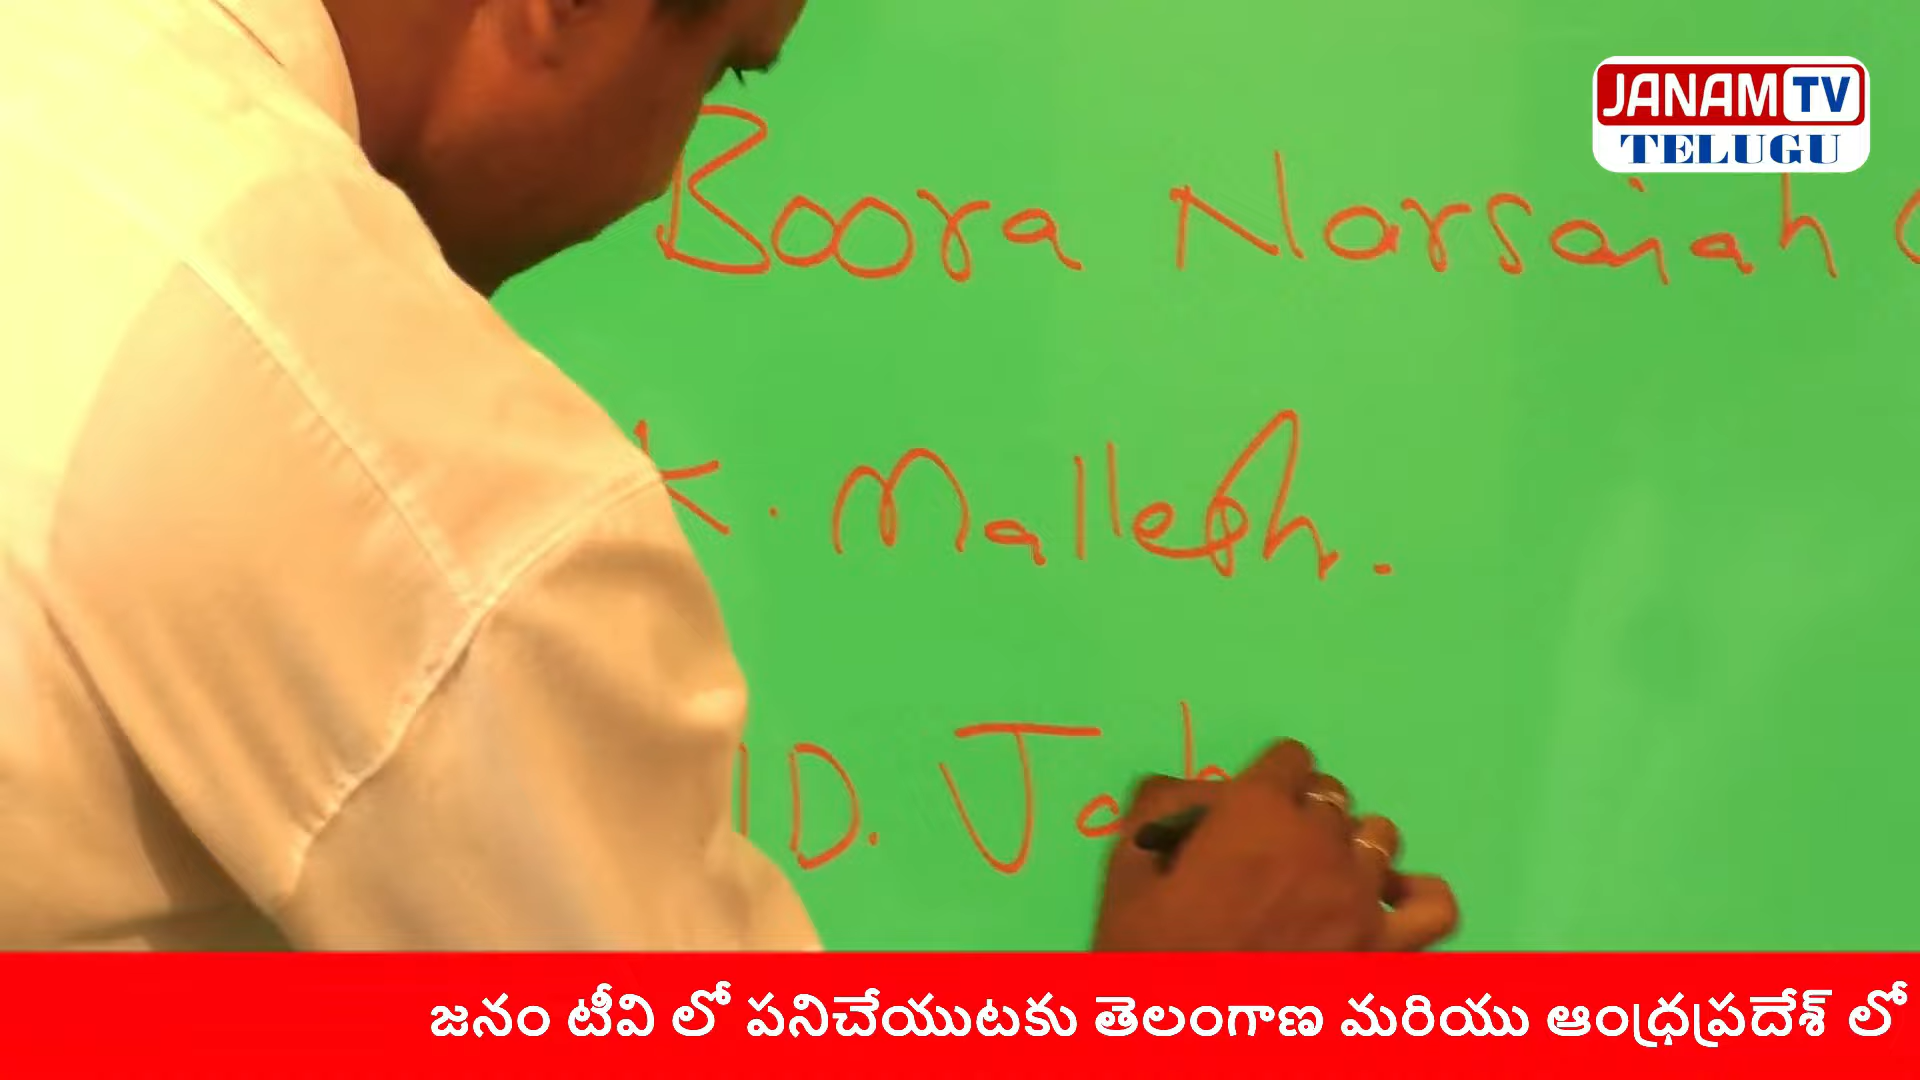 JANAM TV
TELUGU
Boora Narsaiah
K. Mallesh.
D.
జనం టీవి లో పనిచేయుటకు తెలంగాణ మరియు ఆంధ్రప్రదేశ్ లో